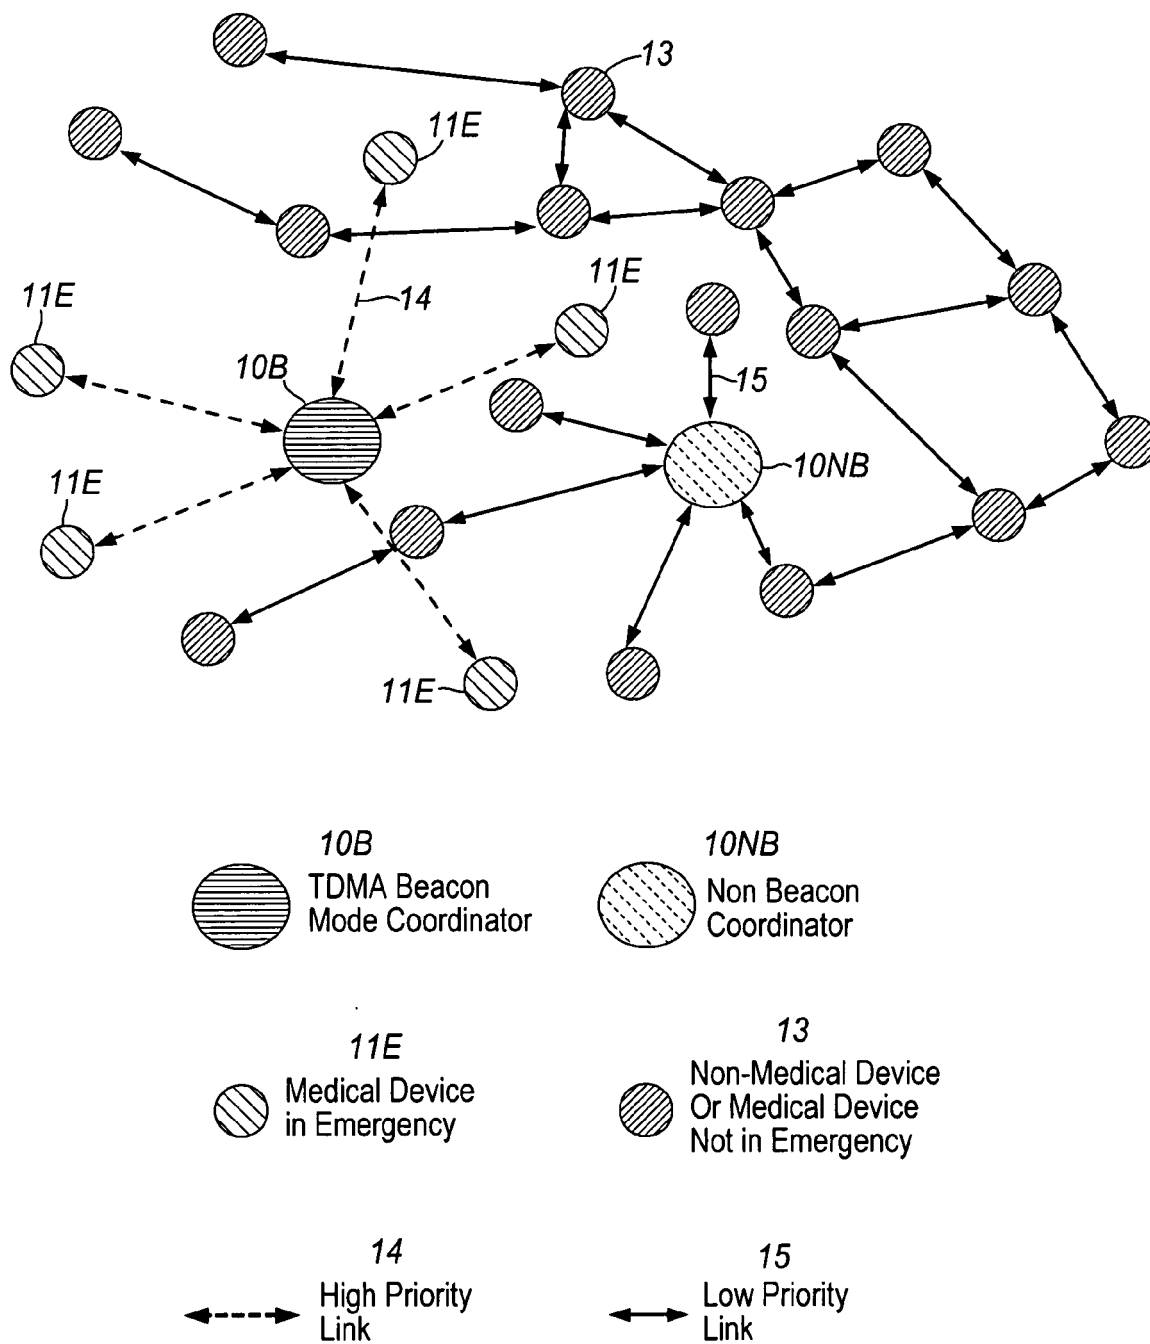 13
11E
11E
11E
14
10B
15
10NB
11E
11E
10B
TDMA Beacon
Mode Coordinator
10NB
Non Beacon
Coordinator
11E
Medical Device
in Emergency
13
Non-Medical Device
Or Medical Device
Not in Emergency
14
High Priority
Link
15
Low Priority
Link